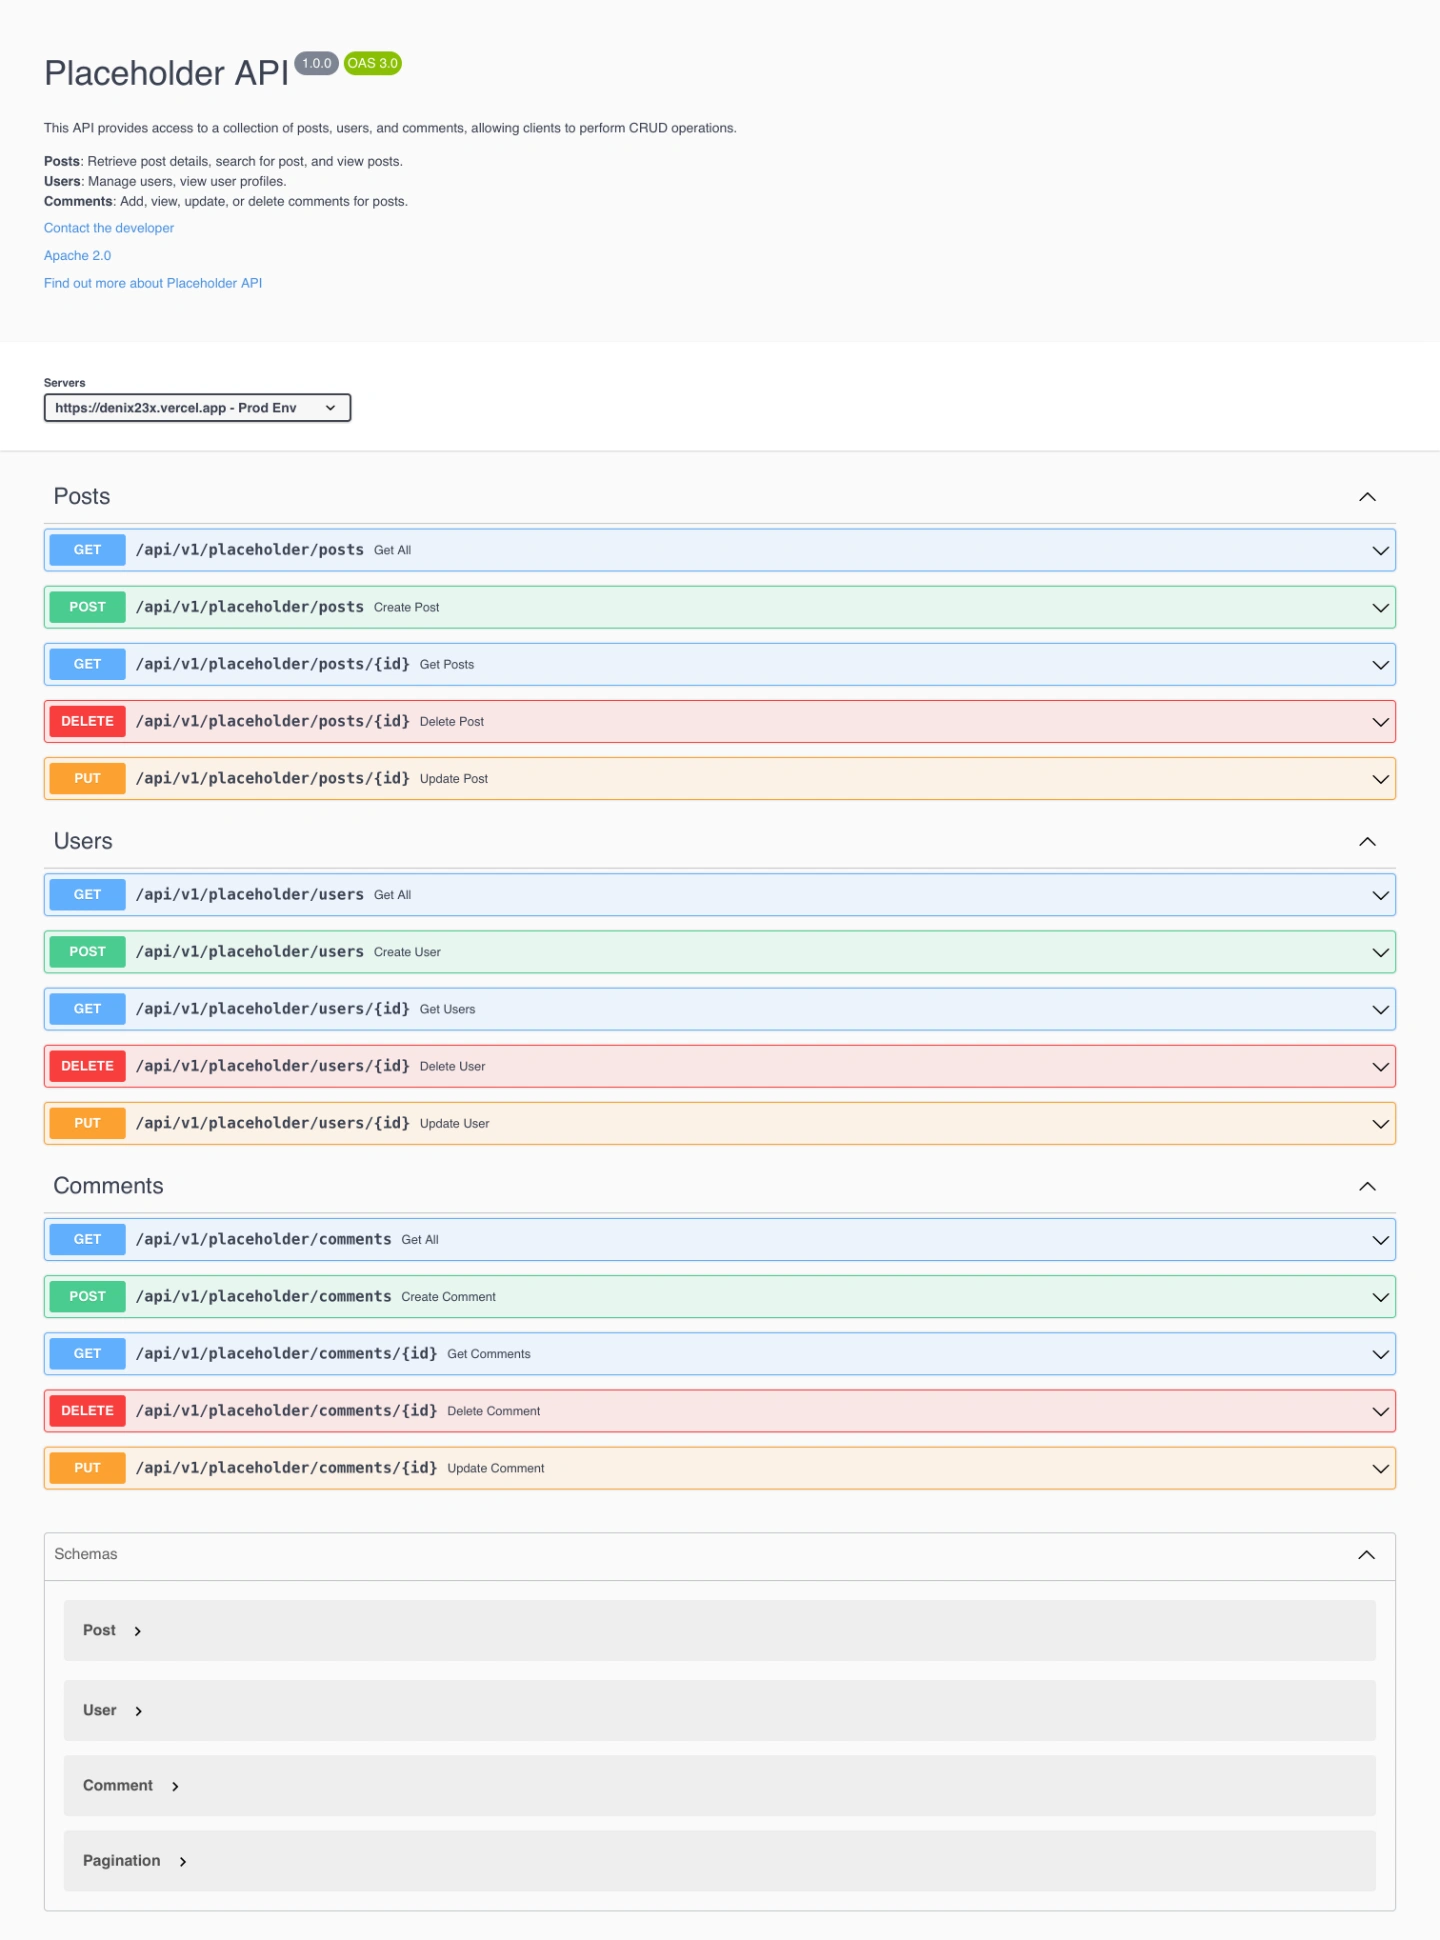 Placeholder API 1.0.0 OAS 3.0
This API provides access to a collection of posts, users, and comments, allowing clients to perform CRUD operations.
Posts: Retrieve post details, search for post, and view posts.
Users: Manage users, view user profiles.
Comments: Add, view, update, or delete comments for posts.
Contact the developer
Apache 2.0
Find out more about Placeholder API
Servers
https://denix23x.vercel.app - Prod Env
Posts
GET /api/v1/placeholder/posts Get All
POST /api/v1/placeholder/posts Create Post
GET /api/v1/placeholder/posts/{id} Get Posts
DELETE /api/v1/placeholder/posts/{id} Delete Post
PUT /api/v1/placeholder/posts/{id} Update Post
Users
GET /api/v1/placeholder/users Get All
POST /api/v1/placeholder/users Create User
GET /api/v1/placeholder/users/{id} Get Users
DELETE /api/v1/placeholder/users/{id} Delete User
PUT /api/v1/placeholder/users/{id} Update User
Comments
GET /api/v1/placeholder/comments Get All
POST /api/v1/placeholder/comments Create Comment
GET /api/v1/placeholder/comments/{id} Get Comments
DELETE /api/v1/placeholder/comments/{id} Delete Comment
PUT /api/v1/placeholder/comments/{id} Update Comment
Schemas
Post
User
Comment
Pagination